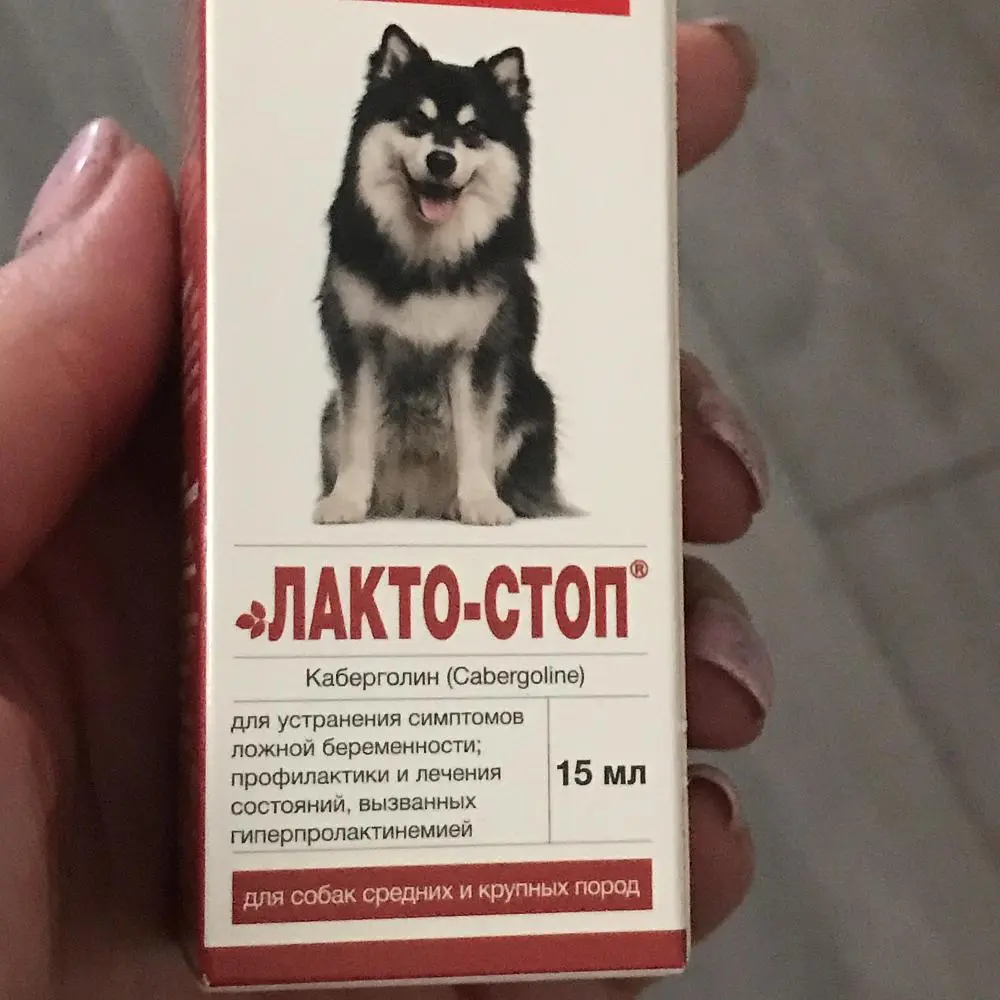 ЛАКТО-СТОП®
Каберголин (Cabergoline)
для устранения симптомов
ложной беременности;
профилактики и лечения
состояний, вызванных
гиперпролактинемией
15 мл
для собак средних и крупных пород